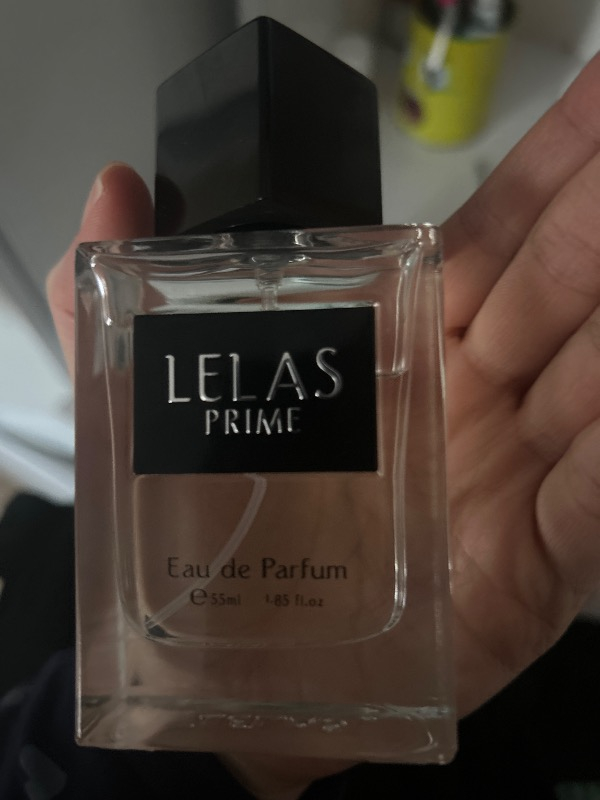 LELAS
PRIME
Eau de Parfum
℮55ml 1.85 fl.oz